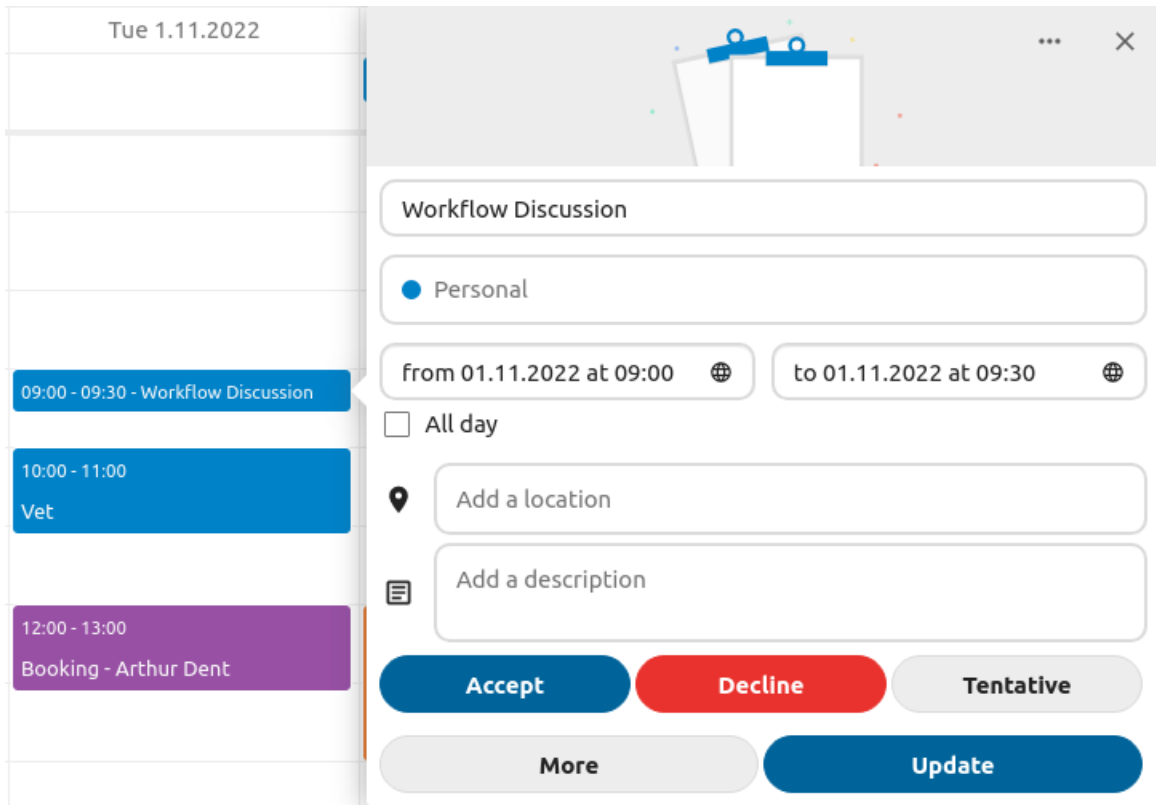 Tue 1.11.2022
09:00 - 09:30 - Workflow Discussion
10:00 - 11:00
Vet
12:00 - 13:00
Booking - Arthur Dent
Workflow Discussion
Personal
from 01.11.2022 at 09:00
to 01.11.2022 at 09:30
All day
Add a location
Add a description
Accept
Decline
Tentative
More
Update